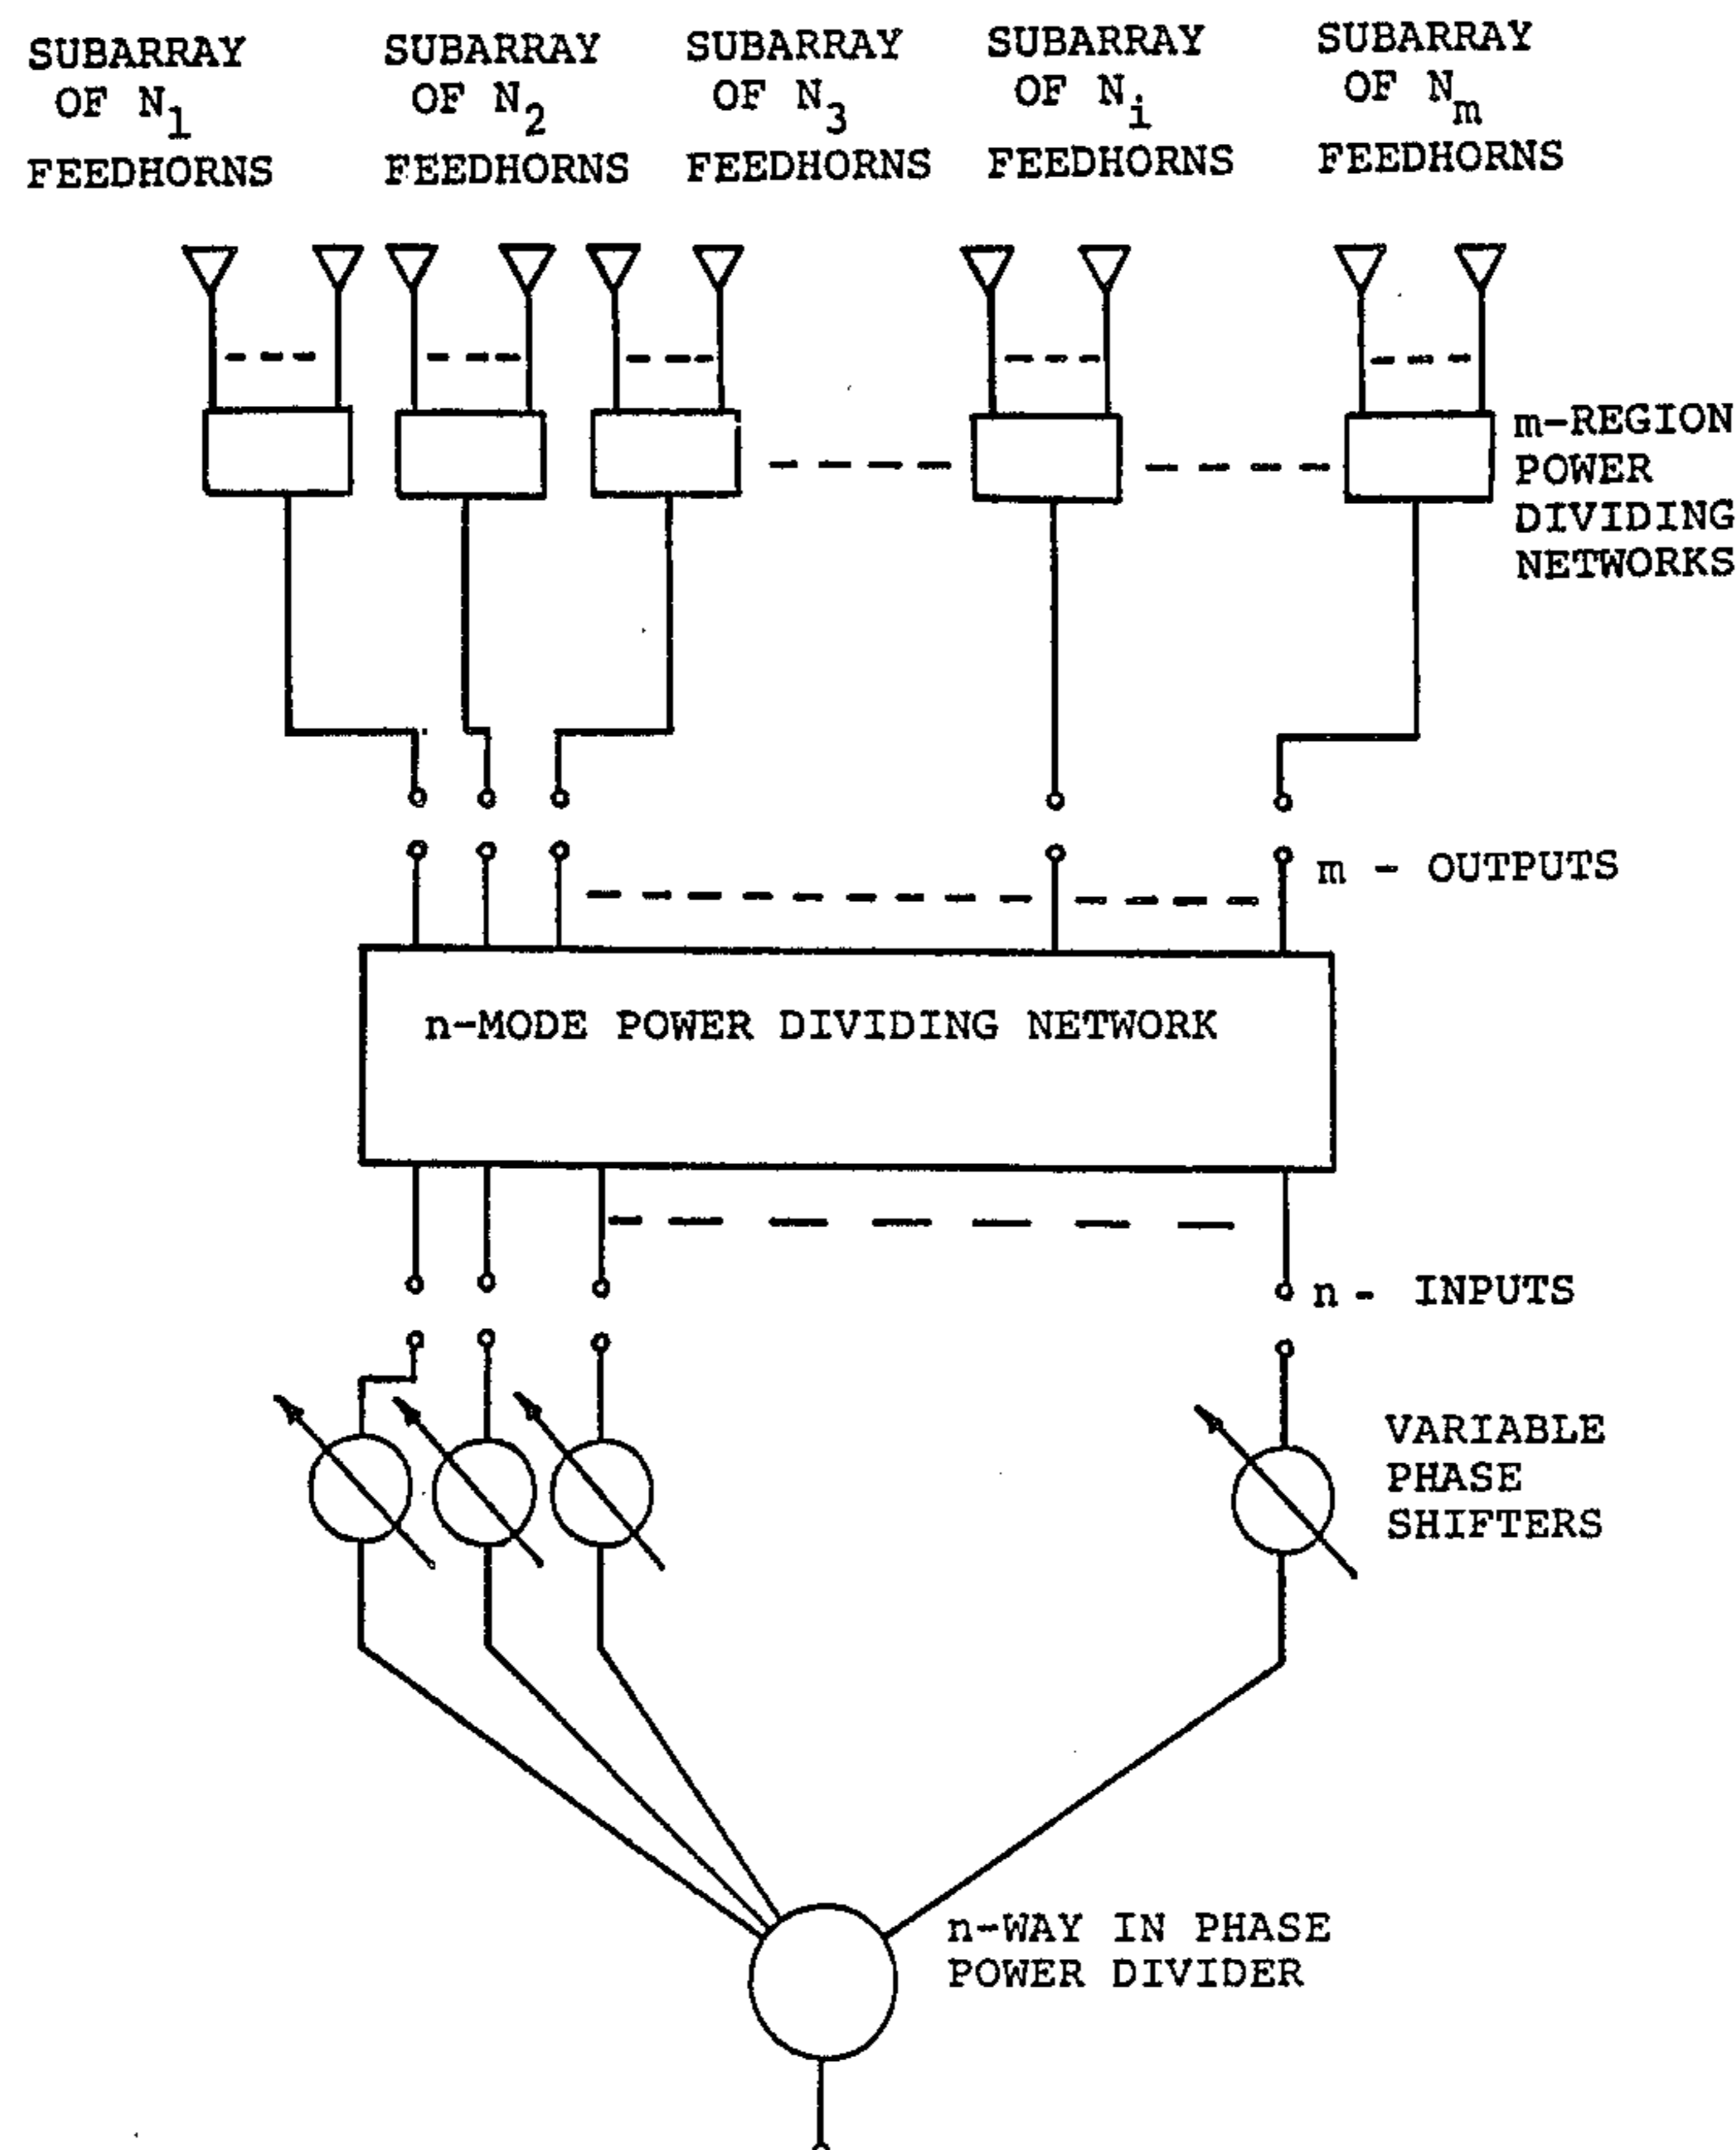 SUBARRAY
OF N1
FEEDHORNS
SUBARRAY
OF N2
FEEDHORNS
SUBARRAY
OF N3
FEEDHORNS
SUBARRAY
OF Ni
FEEDHORNS
SUBARRAY
OF Nm
FEEDHORNS
m-REGION
POWER
DIVIDING
NETWORKS
m - OUTPUTS
n-MODE POWER DIVIDING NETWORK
n - INPUTS
VARIABLE
PHASE
SHIFTERS
n-WAY IN PHASE
POWER DIVIDER